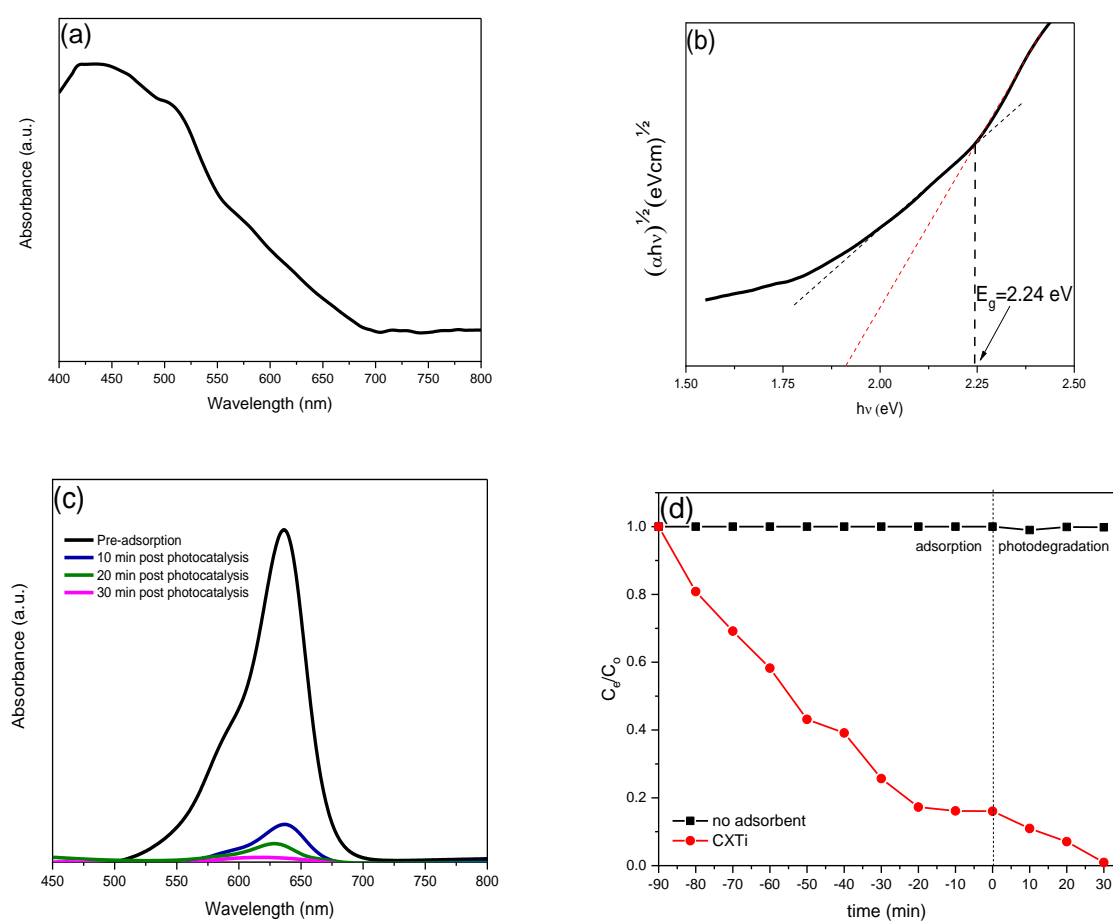 (a)
Absorbance (a.u.)
400 450 500 550 600 650 700 750 800
Wavelength (nm)
(b)
(αhν)^½(eVcm)^1/2
E_g=2.24 eV
1.50 1.75 2.00 2.25 2.50
hν (eV)
(c)
Pre-adsorption
10 min post photocatalysis
20 min post photocatalysis
30 min post photocatalysis
Absorbance (a.u.)
450 500 550 600 650 700 750 800
Wavelength (nm)
(d)
1.0
0.8
0.6
0.4
0.2
0.0
C_e/C_o
adsorption
photodegradation
no adsorbent
CXTi
-90 -80 -70 -60 -50 -40 -30 -20 -10 0 10 20 30
time (min)